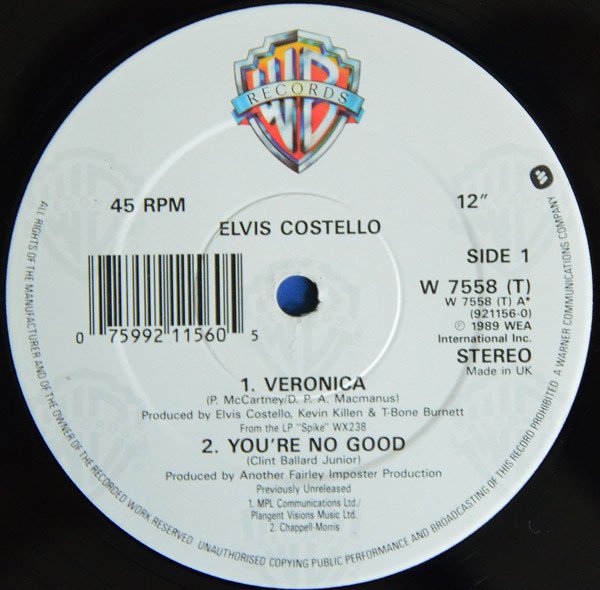 WB
RECORDS
45 RPM
12"
ELVIS COSTELLO
SIDE 1
W 7558 (T)
W 7558 (T) A*
(921156-0)
℗ 1989 WEA
International Inc.
STEREO
Made in UK
0 75992 11560 5
1. VERONICA
(P. McCartney/D. P. A. Macmanus)
Produced by Elvis Costello, Kevin Killen & T-Bone Burnett
From the LP "Spike" WX238
2. YOU'RE NO GOOD
(Clint Ballard Junior)
Produced by Another Fairley Imposter Production
Previously Unreleased
1. MPL Communications Ltd./
Plangent Visions Music Ltd.
2. Chappell-Morris
ALL RIGHTS OF THE MANUFACTURER AND OF THE OWNER OF THE RECORDED WORK RESERVED. UNAUTHORISED COPYING PUBLIC PERFORMANCE AND BROADCASTING OF THIS RECORD PROHIBITED. A WARNER COMMUNICATIONS COMPANY.